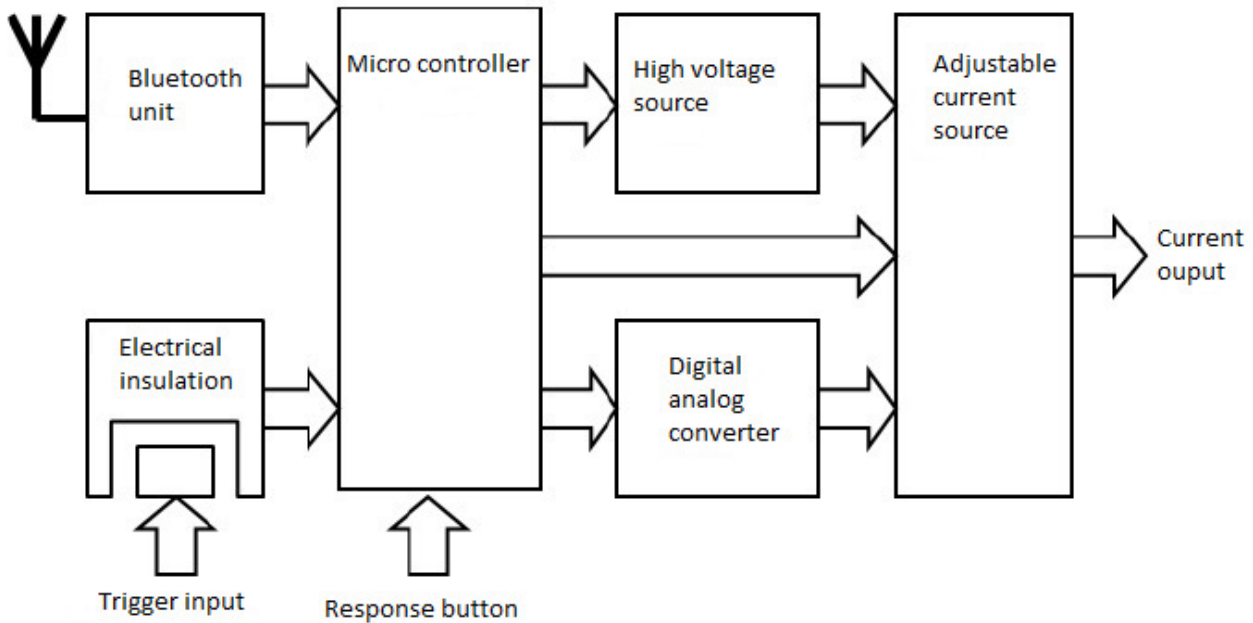 Bluetooth
unit
Micro controller
High voltage
source
Adjustable
current
source
Current
ouput
Electrical
insulation
Digital
analog
converter
Trigger input
Response button